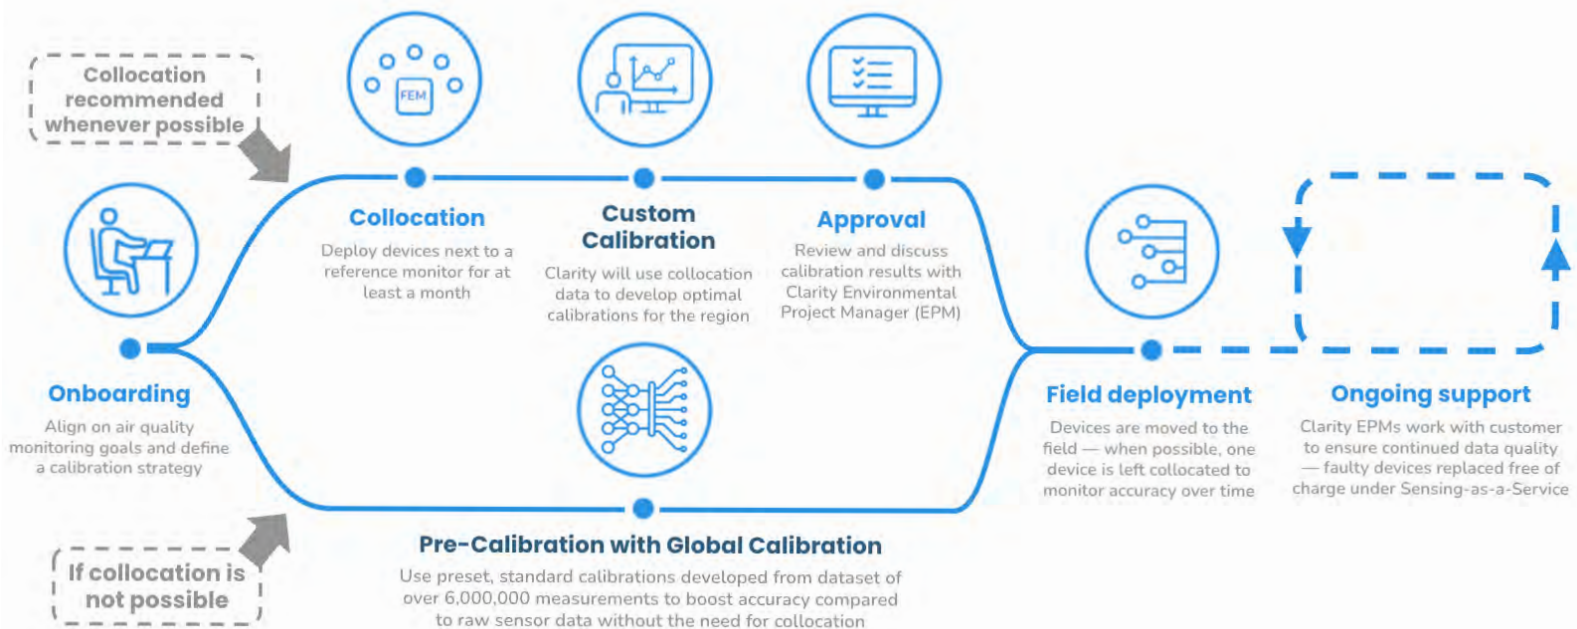 Collocation
recommended
whenever possible
FEM
Collocation
Deploy devices next to a
reference monitor for at
least a month
Custom
Calibration
Clarity will use collocation
data to develop optimal
calibrations for the region
Approval
Review and discuss
calibration results with
Clarity Environmental
Project Manager (EPM)
Onboarding
Align on air quality
monitoring goals and define
a calibration strategy
Field deployment
Devices are moved to the
field — when possible, one
device is left collocated to
monitor accuracy over time
Ongoing support
Clarity EPMs work with customer
to ensure continued data quality
— faulty devices replaced free of
charge under Sensing-as-a-Service
If collocation is
not possible
Pre-Calibration with Global Calibration
Use preset, standard calibrations developed from dataset of
over 6,000,000 measurements to boost accuracy compared
to raw sensor data without the need for collocation